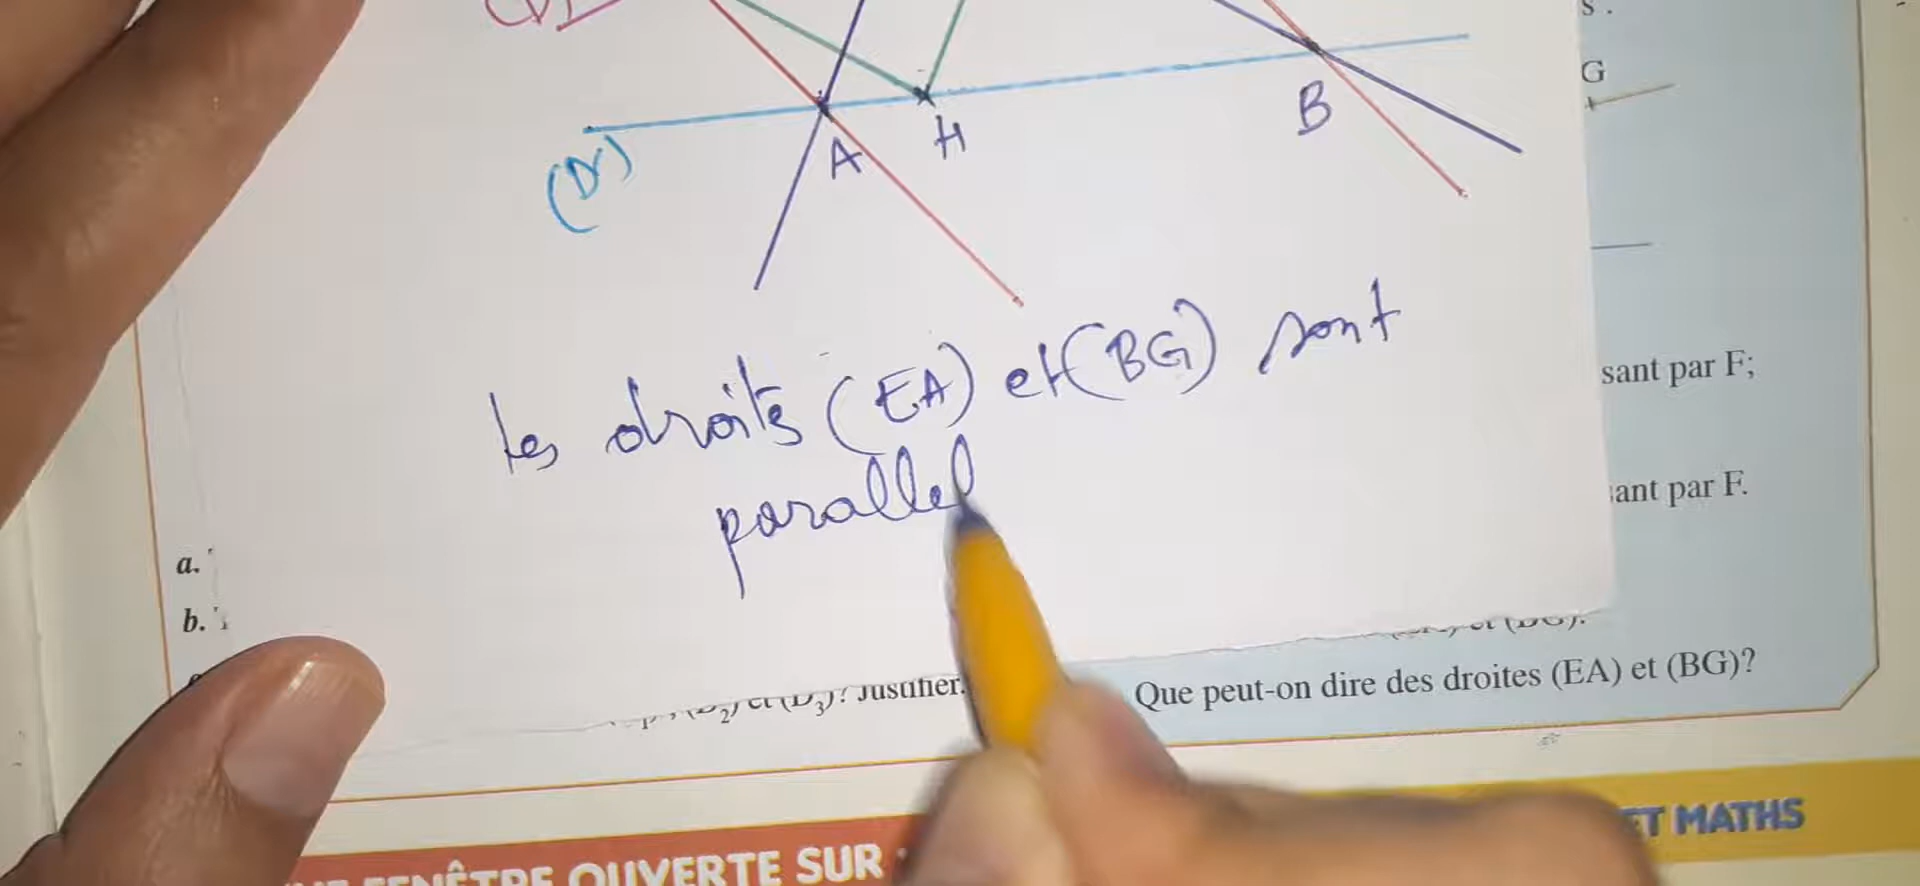 s .
G
(D')
A
H
B
les droits (EA) et (BG) sont
parallel
sant par F;
ant par F.
a.
b.
Justifier.
Que peut-on dire des droites (EA) et (BG)?
FENÊTRE OUVERTE SUR
ET MATHS